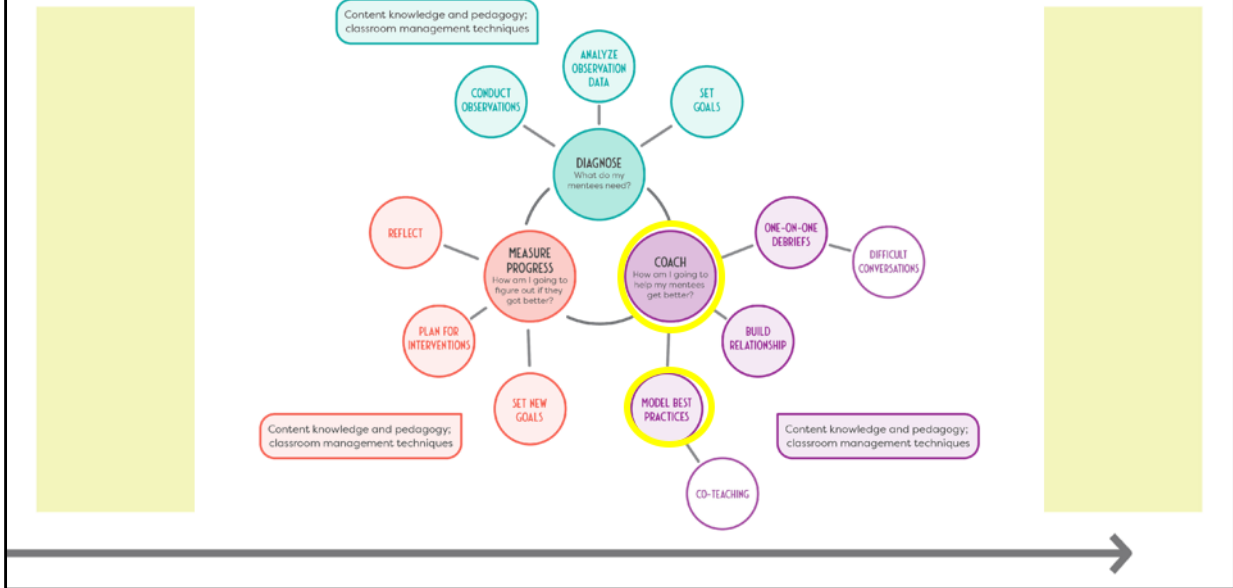 Content knowledge and pedagogy;
classroom management techniques
ANALYZE
OBSERVATION
DATA
CONDUCT
OBSERVATIONS
SET
GOALS
DIAGNOSE
What do my
mentees need?
REFLECT
MEASURE
PROGRESS
How am I going to
figure out if they
got better?
COACH
How am I going to
help my mentees
get better?
ONE-ON-ONE
DEBRIEFS
DIFFICULT
CONVERSATIONS
PLAN FOR
INTERVENTIONS
BUILD
RELATIONSHIP
SET NEW
GOALS
MODEL BEST
PRACTICES
Content knowledge and pedagogy;
classroom management techniques
Content knowledge and pedagogy;
classroom management techniques
CO-TEACHING